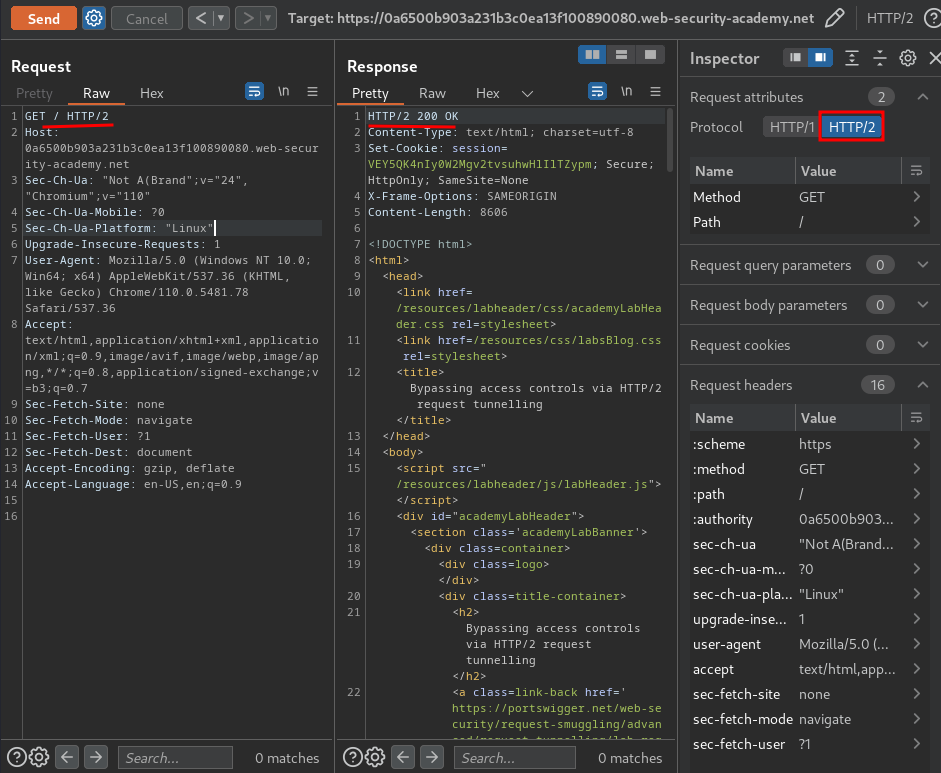 Send
Cancel
Target: https://0a6500b903a231b3c0ea13f100890080.web-security-academy.net
HTTP/2
Request
Pretty Raw Hex
\n
1 GET / HTTP/2
2 Host:
0a6500b903a231b3c0ea13f100890080.web-secur
ity-academy.net
3 Sec-Ch-Ua: "Not A(Brand";v="24",
"Chromium";v="110"
4 Sec-Ch-Ua-Mobile: ?0
5 Sec-Ch-Ua-Platform: "Linux"
6 Upgrade-Insecure-Requests: 1
7 User-Agent: Mozilla/5.0 (Windows NT 10.0;
Win64; x64) AppleWebKit/537.36 (KHTML,
like Gecko) Chrome/110.0.5481.78
Safari/537.36
8 Accept:
text/html,application/xhtml+xml,applicatio
n/xml;q=0.9,image/avif,image/webp,image/ap
ng,*/*;q=0.8,application/signed-exchange;v
=b3;q=0.7
9 Sec-Fetch-Site: none
10 Sec-Fetch-Mode: navigate
11 Sec-Fetch-User: ?1
12 Sec-Fetch-Dest: document
13 Accept-Encoding: gzip, deflate
14 Accept-Language: en-US,en;q=0.9
15
16
Search...
0 matches
Response
Pretty Raw Hex
\n
1 HTTP/2 200 OK
2 Content-Type: text/html; charset=utf-8
3 Set-Cookie: session=
VEY5QK4nIy0W2Mgv2tvsuhwHlIlTZypm; Secure;
HttpOnly; SameSite=None
4 X-Frame-Options: SAMEORIGIN
5 Content-Length: 8606
6
7 <!DOCTYPE html>
8 <html>
9 <head>
10 <link href=
/resources/labheader/css/academyLabHea
der.css rel=stylesheet>
11 <link href=/resources/css/labsBlog.css
rel=stylesheet>
12 <title>
Bypassing access controls via HTTP/2
request tunnelling
</title>
13 </head>
14 <body>
15 <script src="
/resources/labheader/js/labHeader.js">
</script>
16 <div id="academyLabHeader">
17 <section class='academyLabBanner'>
18 <div class=container>
19 <div class=logo>
</div>
20 <div class=title-container>
21 <h2>
Bypassing access controls
via HTTP/2 request
tunnelling
</h2>
22 <a class=link-back href='
https://portswigger.net/web-se
curity/request-smuggling/advan
Search...
0 matches
Inspector
Request attributes 2
Protocol HTTP/1 HTTP/2
Name Value
Method GET
Path /
Request query parameters 0
Request body parameters 0
Request cookies 0
Request headers 16
Name Value
:scheme https
:method GET
:path /
:authority 0a6500b903...
sec-ch-ua "Not A(Brand...
sec-ch-ua-m... ?0
sec-ch-ua-pla... "Linux"
upgrade-inse... 1
user-agent Mozilla/5.0 (...
accept text/html,app...
sec-fetch-site none
sec-fetch-mode navigate
sec-fetch-user ?1